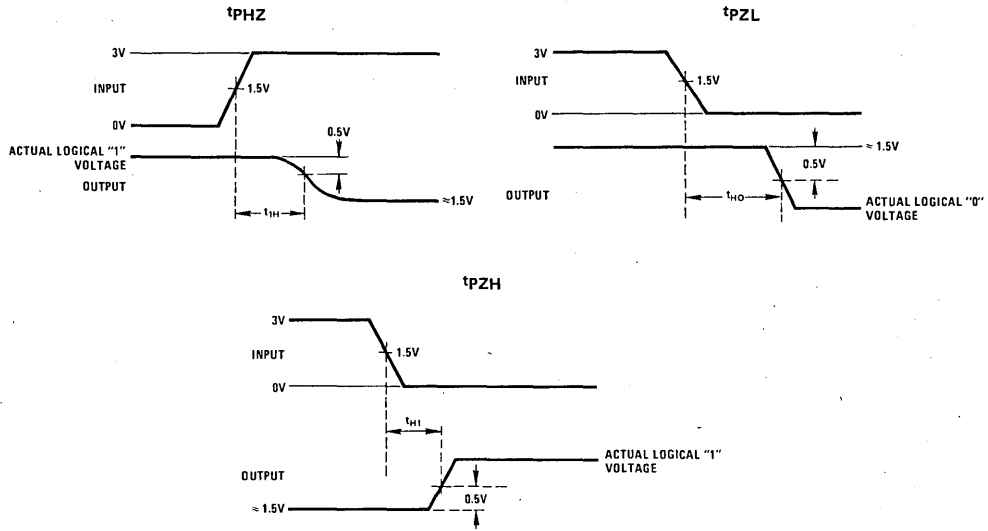 tPHZ
3V
INPUT
1.5V
0V
0.5V
ACTUAL LOGICAL "1"
VOLTAGE
OUTPUT
≈1.5V
t1H
tPZL
3V
INPUT
1.5V
0V
≈1.5V
0.5V
OUTPUT
tH0
ACTUAL LOGICAL "0"
VOLTAGE
tPZH
3V
INPUT
1.5V
0V
tH1
ACTUAL LOGICAL "1"
VOLTAGE
OUTPUT
0.5V
≈1.5V